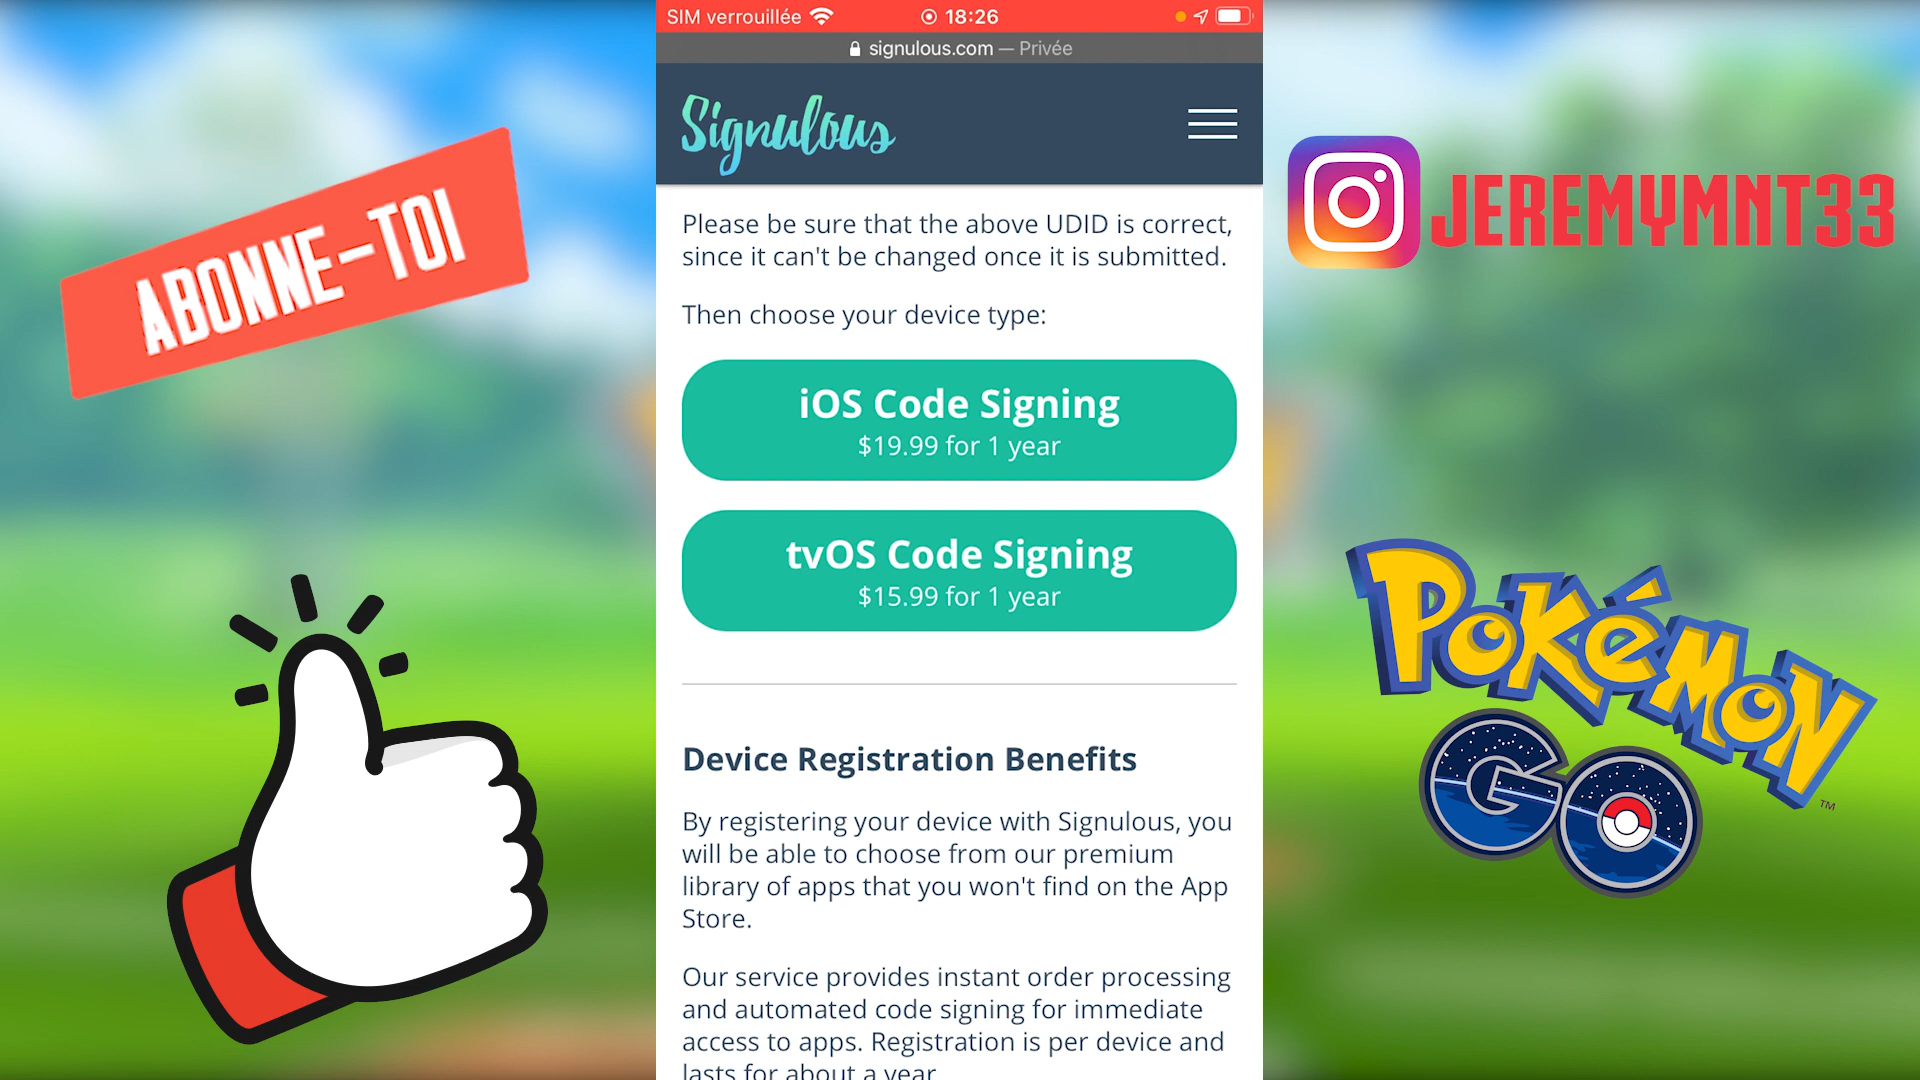 SIM verrouillée 18:26
signulous.com — Privée
Signulous
Please be sure that the above UDID is correct,
since it can't be changed once it is submitted.
Then choose your device type:
iOS Code Signing
$19.99 for 1 year
tvOS Code Signing
$15.99 for 1 year
Device Registration Benefits
By registering your device with Signulous, you
will be able to choose from our premium
library of apps that you won't find on the App
Store.
Our service provides instant order processing
and automated code signing for immediate
access to apps. Registration is per device and
lasts for about a year
ABONNE-TOI
JEREMYMNT33
POKéMON
GO
TM